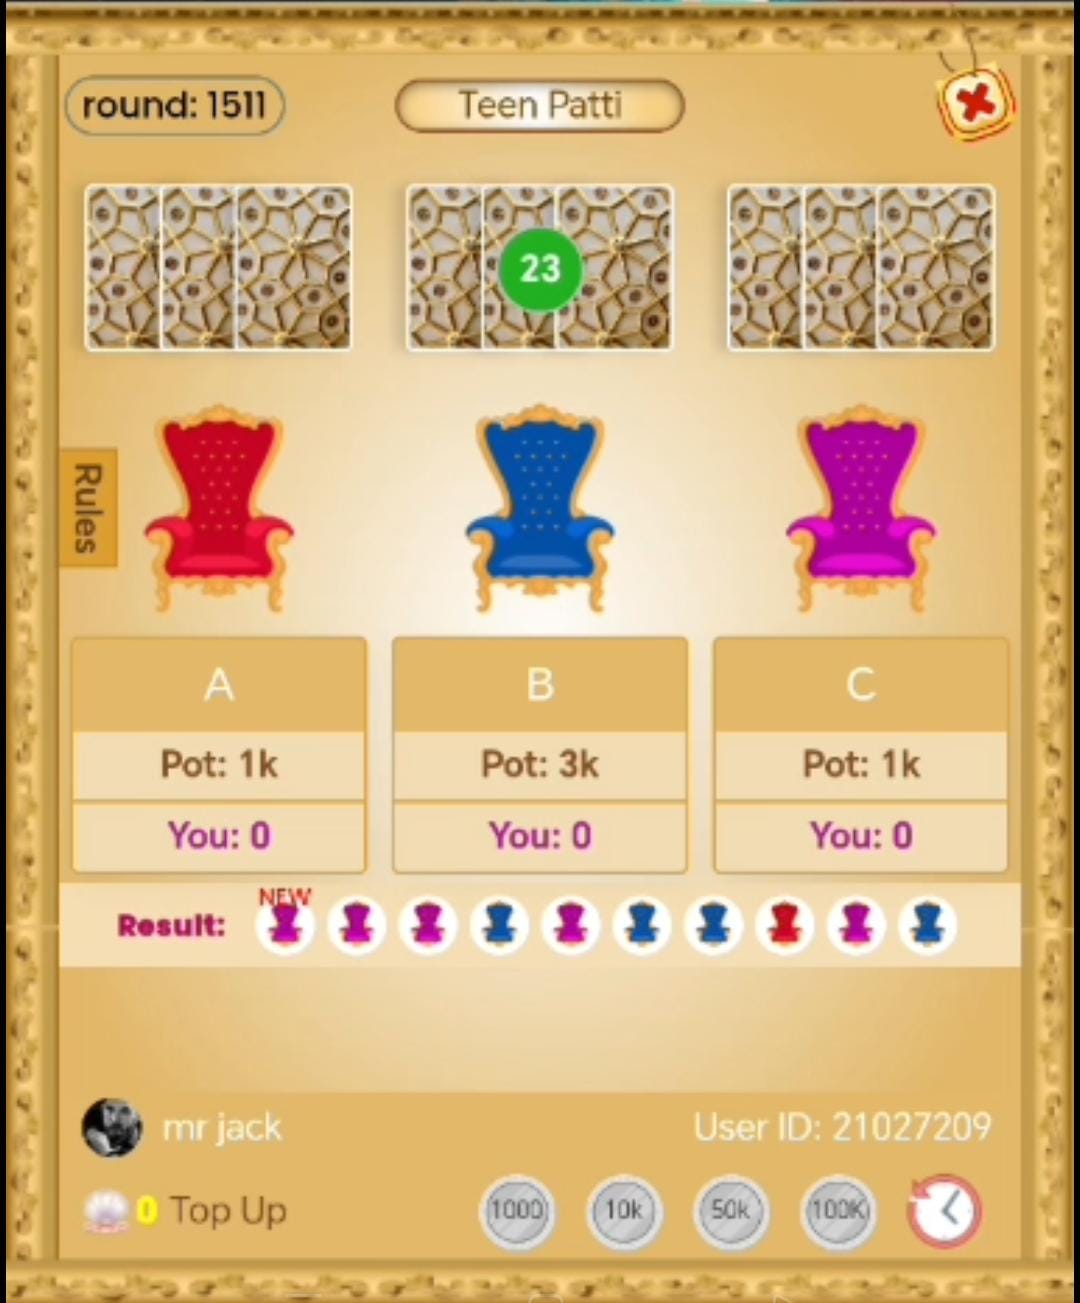 round: 1511
Teen Patti
23
Rules
A
B
C
Pot: 1k
Pot: 3k
Pot: 1k
You: 0
You: 0
You: 0
NEW
Result:
mr jack
User ID: 21027209
0 Top Up
1000
10k
50k
100K